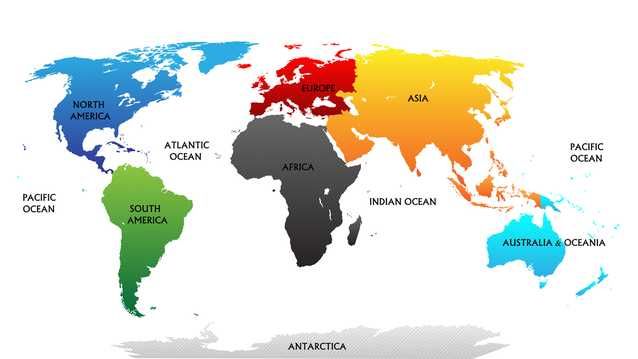 EUROPE
NORTH
AMERICA
ASIA
ATLANTIC
OCEAN
PACIFIC
OCEAN
AFRICA
PACIFIC
OCEAN
INDIAN OCEAN
SOUTH
AMERICA
AUSTRALIA & OCEANIA
ANTARCTICA